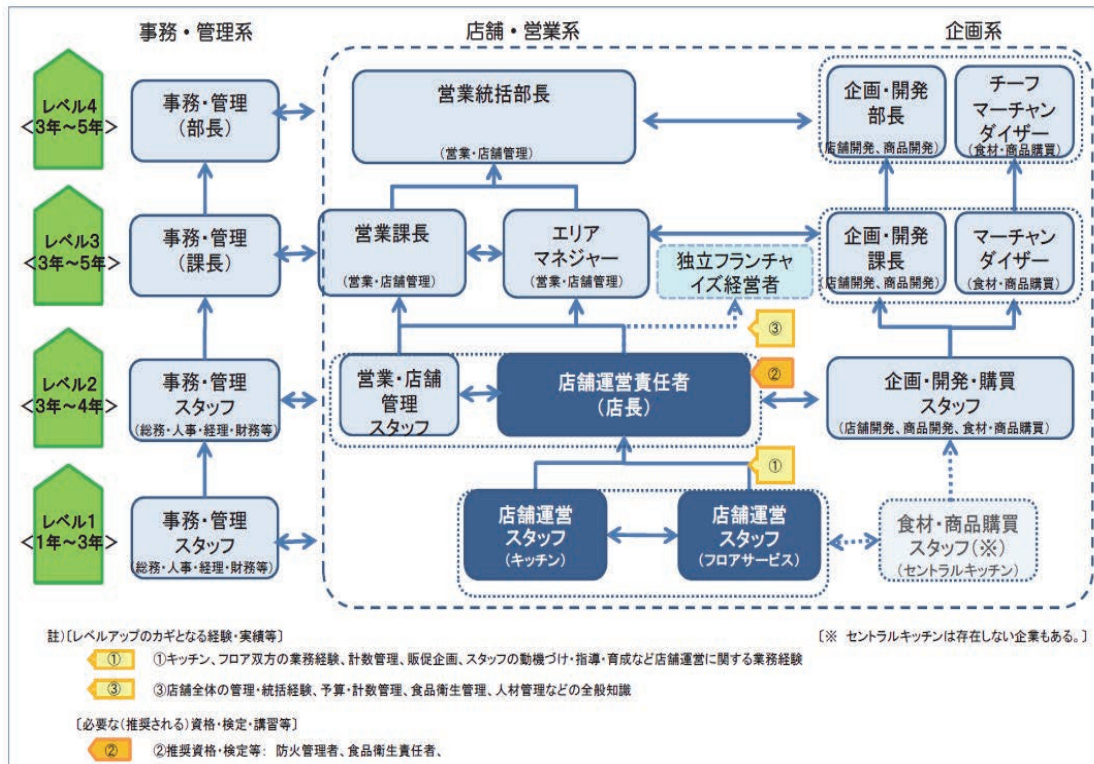 事務・管理系
店舗・営業系
企画系
レベル4
<3年～5年>
事務・管理
(部長)
営業統括部長
(営業・店舗管理)
企画・開発
部長
(店舗開発、商品開発)
チーフ
マーチャン
ダイザー
(食材・商品購買)
レベル3
<3年～5年>
事務・管理
(課長)
営業課長
(営業・店舗管理)
エリア
マネジャー
(営業・店舗管理)
独立フランチャ
イズ経営者
企画・開発
課長
(店舗開発、商品開発)
マーチャン
ダイザー
(食材・商品購買)
③
レベル2
<3年～4年>
事務・管理
スタッフ
(総務・人事・経理・財務等)
営業・店舗
管理
スタッフ
店舗運営責任者
(店長)
②
企画・開発・購買
スタッフ
(店舗開発、商品開発、食材・商品購買)
①
レベル1
<1年～3年>
事務・管理
スタッフ
(総務・人事・経理・財務等)
店舗運営
スタッフ
(キッチン)
店舗運営
スタッフ
(フロアサービス)
食材・商品購買
スタッフ(※)
(セントラルキッチン)
註)〔レベルアップのカギとなる経験・実績等〕
〔※ セントラルキッチンは存在しない企業もある。〕
① ①キッチン、フロア双方の業務経験、計数管理、販促企画、スタッフの動機づけ・指導・育成など店舗運営に関する業務経験
③ ③店舗全体の管理・統括経験、予算・計数管理、食品衛生管理、人材管理などの全般知識
〔必要な(推奨される)資格・検定・講習等〕
② ②推奨資格・検定等: 防火管理者、食品衛生責任者、